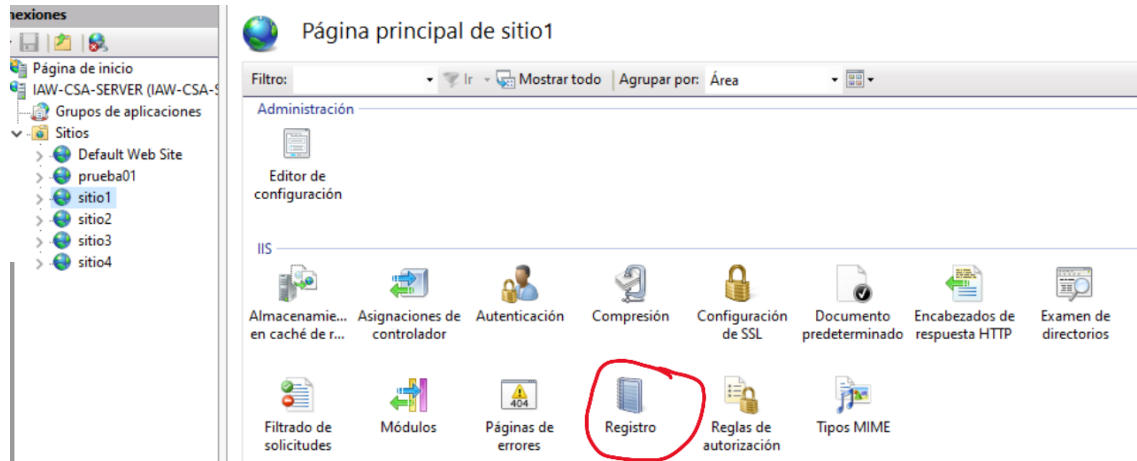 nexiones
Página de inicio
IAW-CSA-SERVER (IAW-CSA-S
Grupos de aplicaciones
Sitios
Default Web Site
prueba01
sitio1
sitio2
sitio3
sitio4
Página principal de sitio1
Filtro:
Ir
Mostrar todo
Agrupar por:
Área
Administración
Editor de
configuración
IIS
Almacenamie...
en caché de r...
Asignaciones de
controlador
Autenticación
Compresión
Configuración
de SSL
Documento
predeterminado
Encabezados de
respuesta HTTP
Examen de
directorios
Filtrado de
solicitudes
Módulos
404
Páginas de
errores
Registro
Reglas de
autorización
Tipos MIME